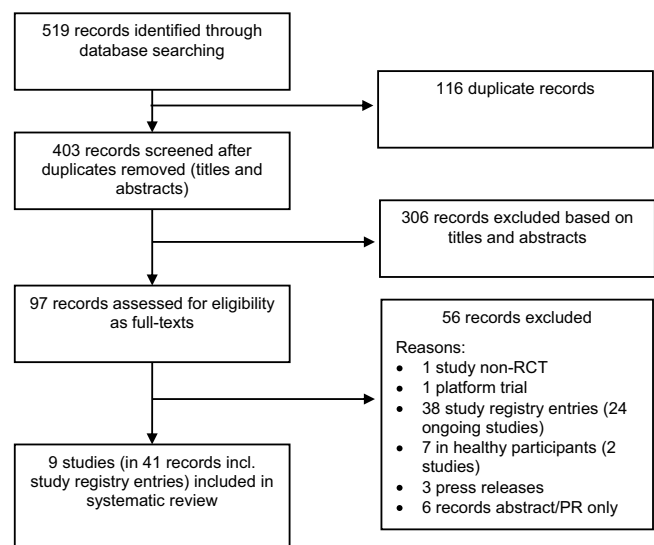 519 records identified through
database searching
116 duplicate records
403 records screened after
duplicates removed (titles and
abstracts)
306 records excluded based on
titles and abstracts
97 records assessed for eligibility
as full-texts
56 records excluded
Reasons:
• 1 study non-RCT
• 1 platform trial
• 38 study registry entries (24
ongoing studies)
• 7 in healthy participants (2
studies)
• 3 press releases
• 6 records abstract/PR only
9 studies (in 41 records incl.
study registry entries) included in
systematic review